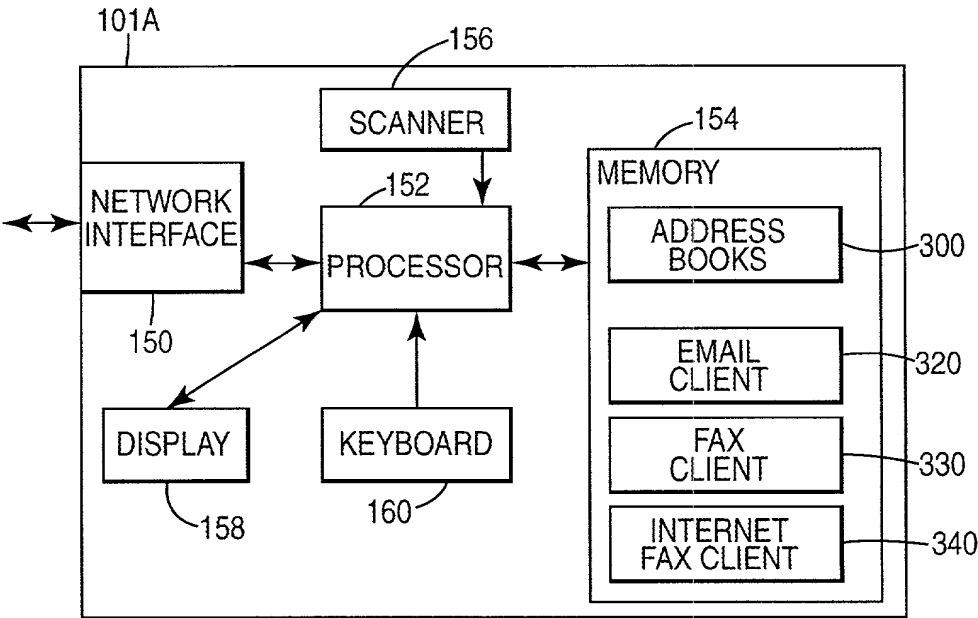 101A
156
SCANNER
154
MEMORY
152
NETWORK
INTERFACE
PROCESSOR
ADDRESS
BOOKS
300
150
EMAIL
CLIENT
320
DISPLAY
KEYBOARD
FAX
CLIENT
330
158
160
INTERNET
FAX CLIENT
340